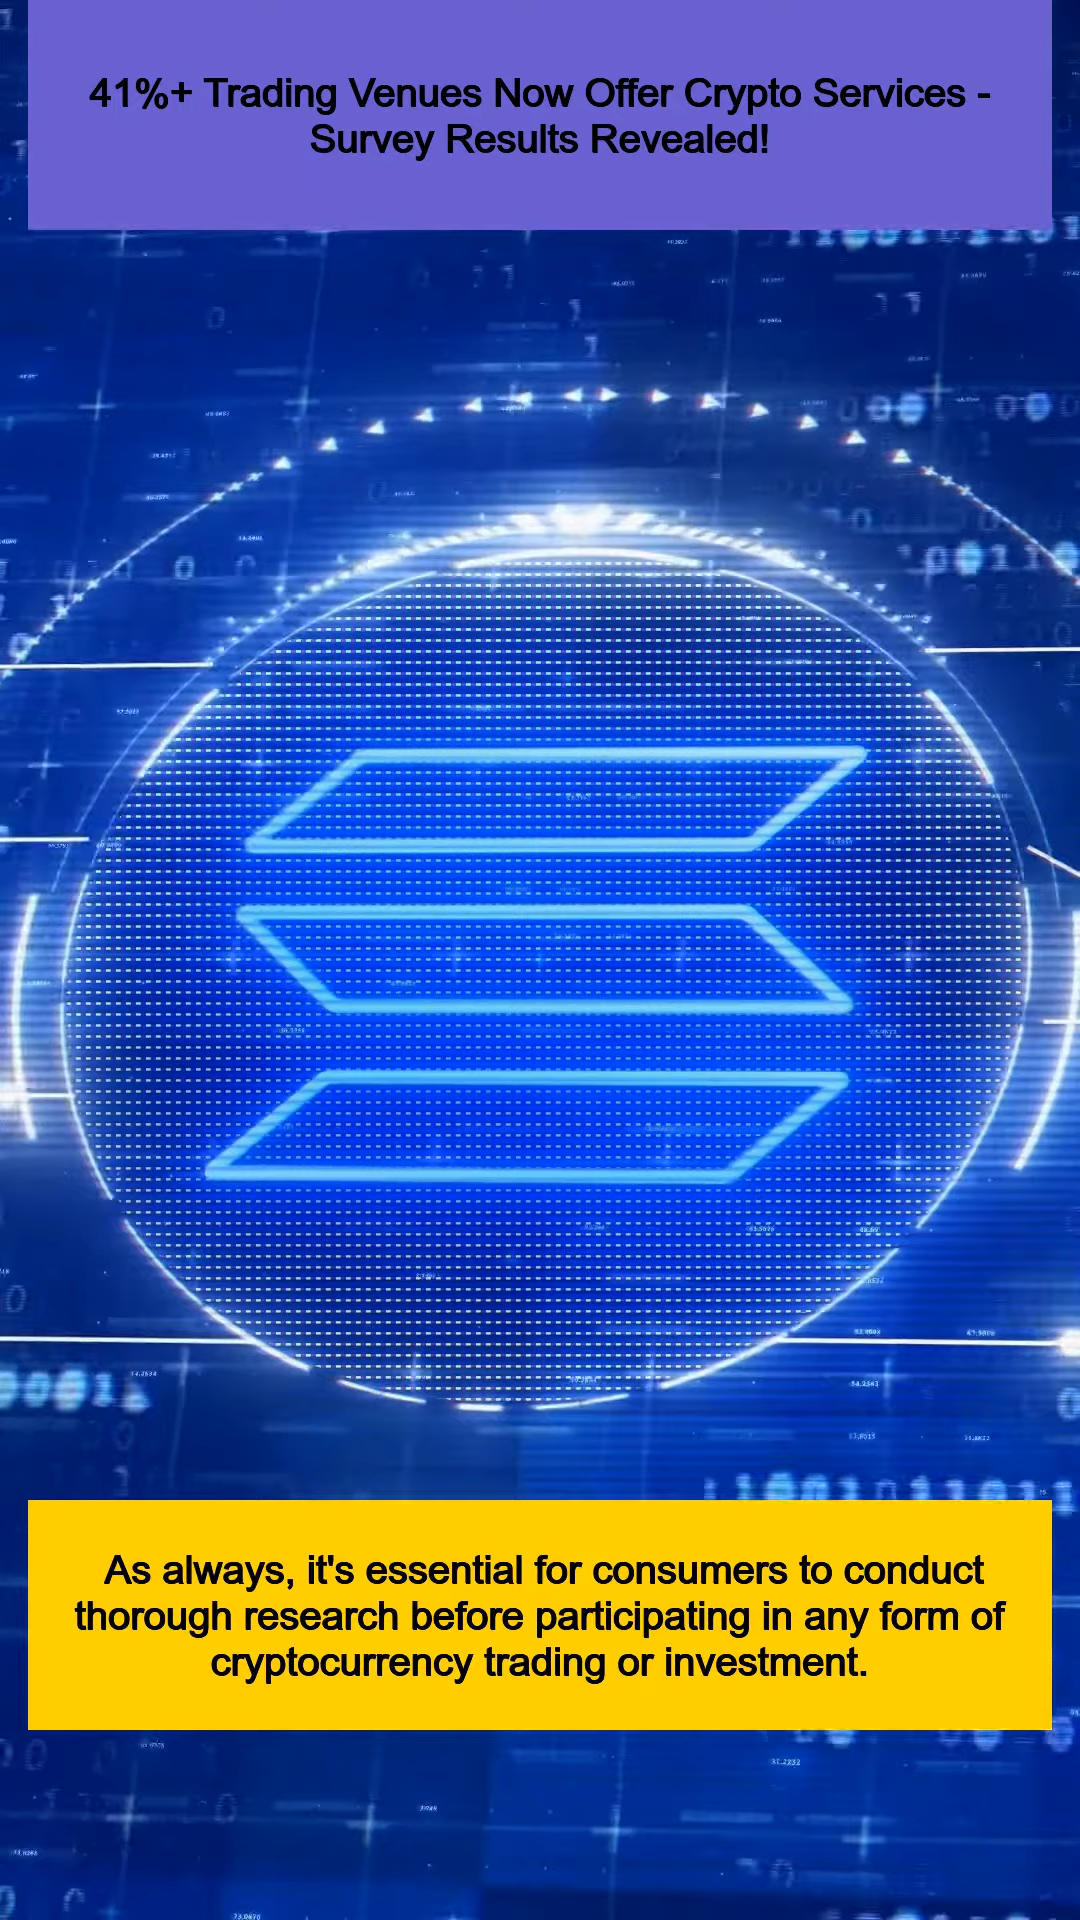 41%+ Trading Venues Now Offer Crypto Services -
Survey Results Revealed!
As always, it's essential for consumers to conduct
thorough research before participating in any form of
cryptocurrency trading or investment.